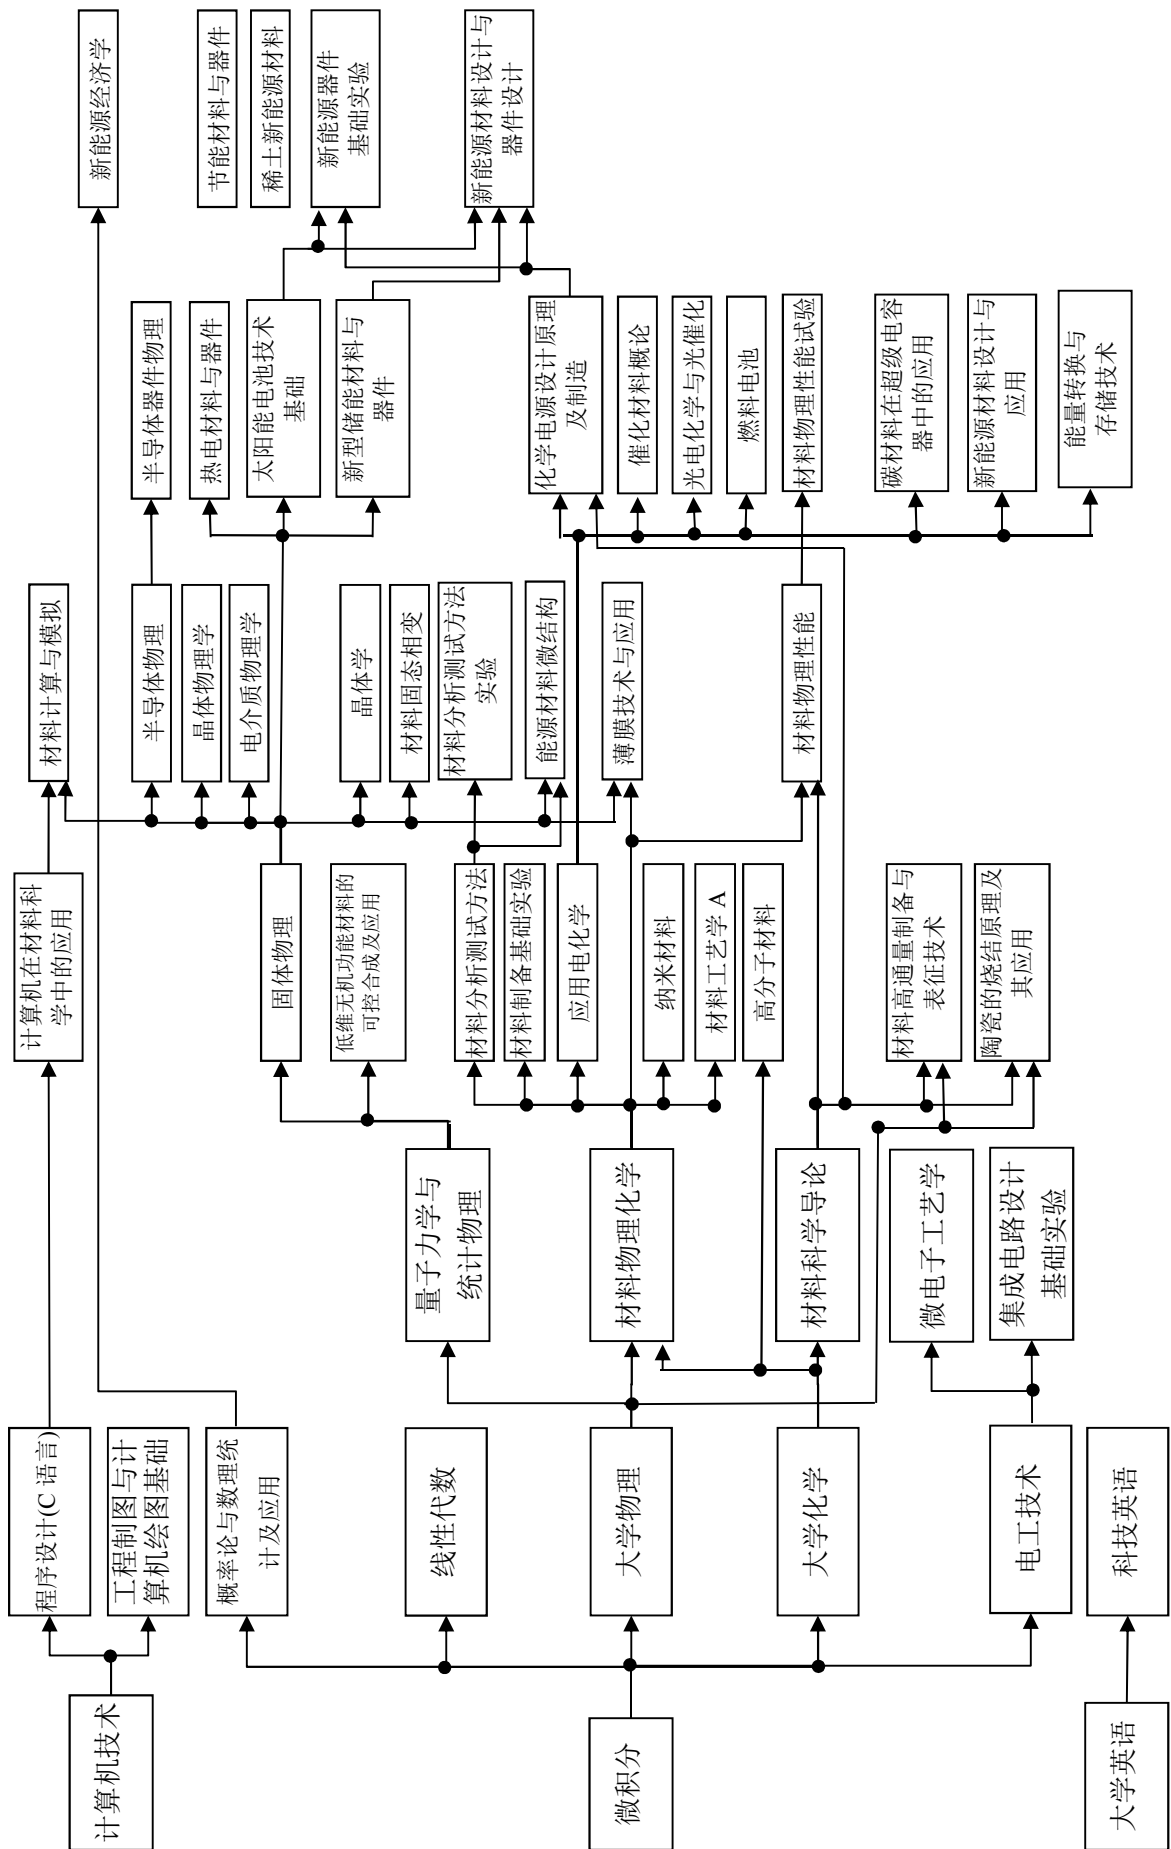 计算机技术
微积分
大学英语
程序设计(C 语言)
工程制图与计
算机绘图基础
概率论与数理统
计及应用
线性代数
大学物理
大学化学
电工技术
科技英语
量子力学与
统计物理
材料物理化学
材料科学导论
微电子工艺学
集成电路设计
基础实验
计算机在材料科
学中的应用
固体物理
低维无机功能材料的
可控合成及应用
材料分析测试方法
材料制备基础实验
应用电化学
纳米材料
材料工艺学 A
高分子材料
材料高通量制备与
表征技术
陶瓷的烧结原理及
其应用
材料计算与模拟
半导体物理
晶体物理学
电介质物理学
晶体学
材料固态相变
材料分析测试方法
实验
能源材料微结构
薄膜技术与应用
材料物理性能
半导体器件物理
热电材料与器件
太阳能电池技术
基础
新型储能材料与
器件
化学电源设计原理
及制造
催化材料概论
光电化学与光催化
燃料电池
材料物理性能试验
碳材料在超级电容
器中的应用
新能源材料设计与
应用
能量转换与
存储技术
新能源经济学
节能材料与器件
稀土新能源材料
新能源器件
基础实验
新能源材料设计与
器件设计